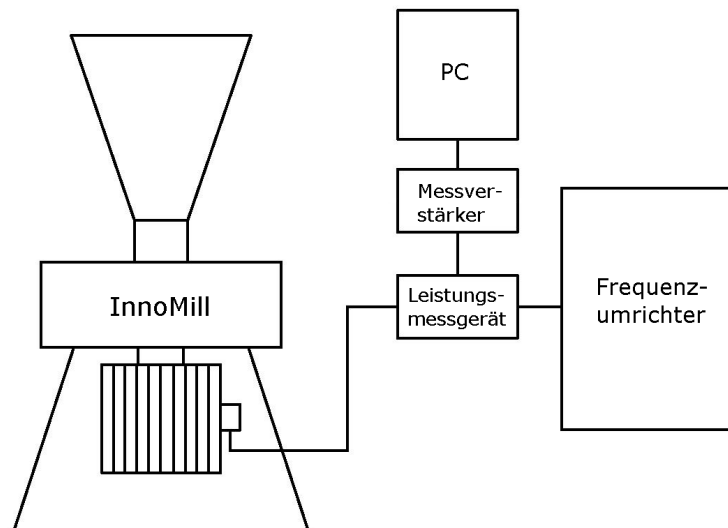 PC
Messver-
stärker
InnoMill
Leistungs-
messgerät
Frequenz-
umrichter